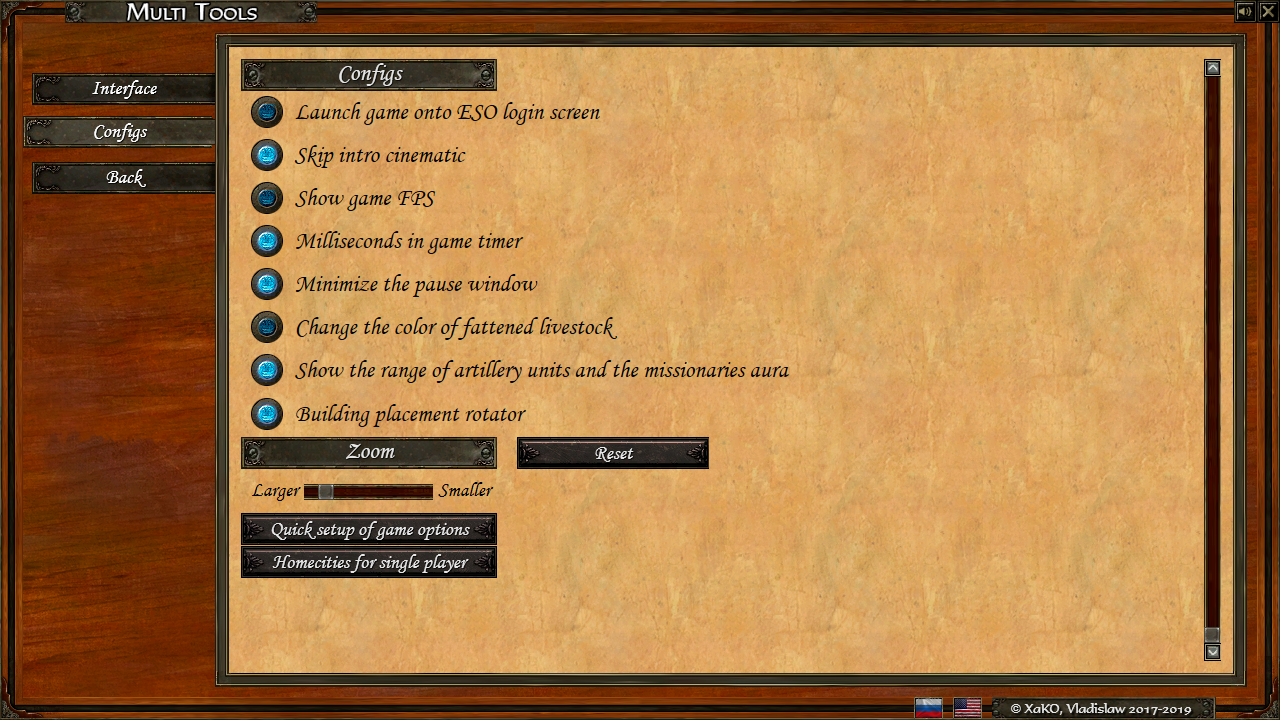 Multi Tools
Interface
Configs
Back
Configs
Launch game onto ESO login screen
Skip intro cinematic
Show game FPS
Milliseconds in game timer
Minimize the pause window
Change the color of fattened livestock
Show the range of artillery units and the missionaries aura
Building placement rotator
Zoom
Reset
Larger
Smaller
Quick setup of game options
Homecities for single player
© XaKO, Vladislaw 2017-2019